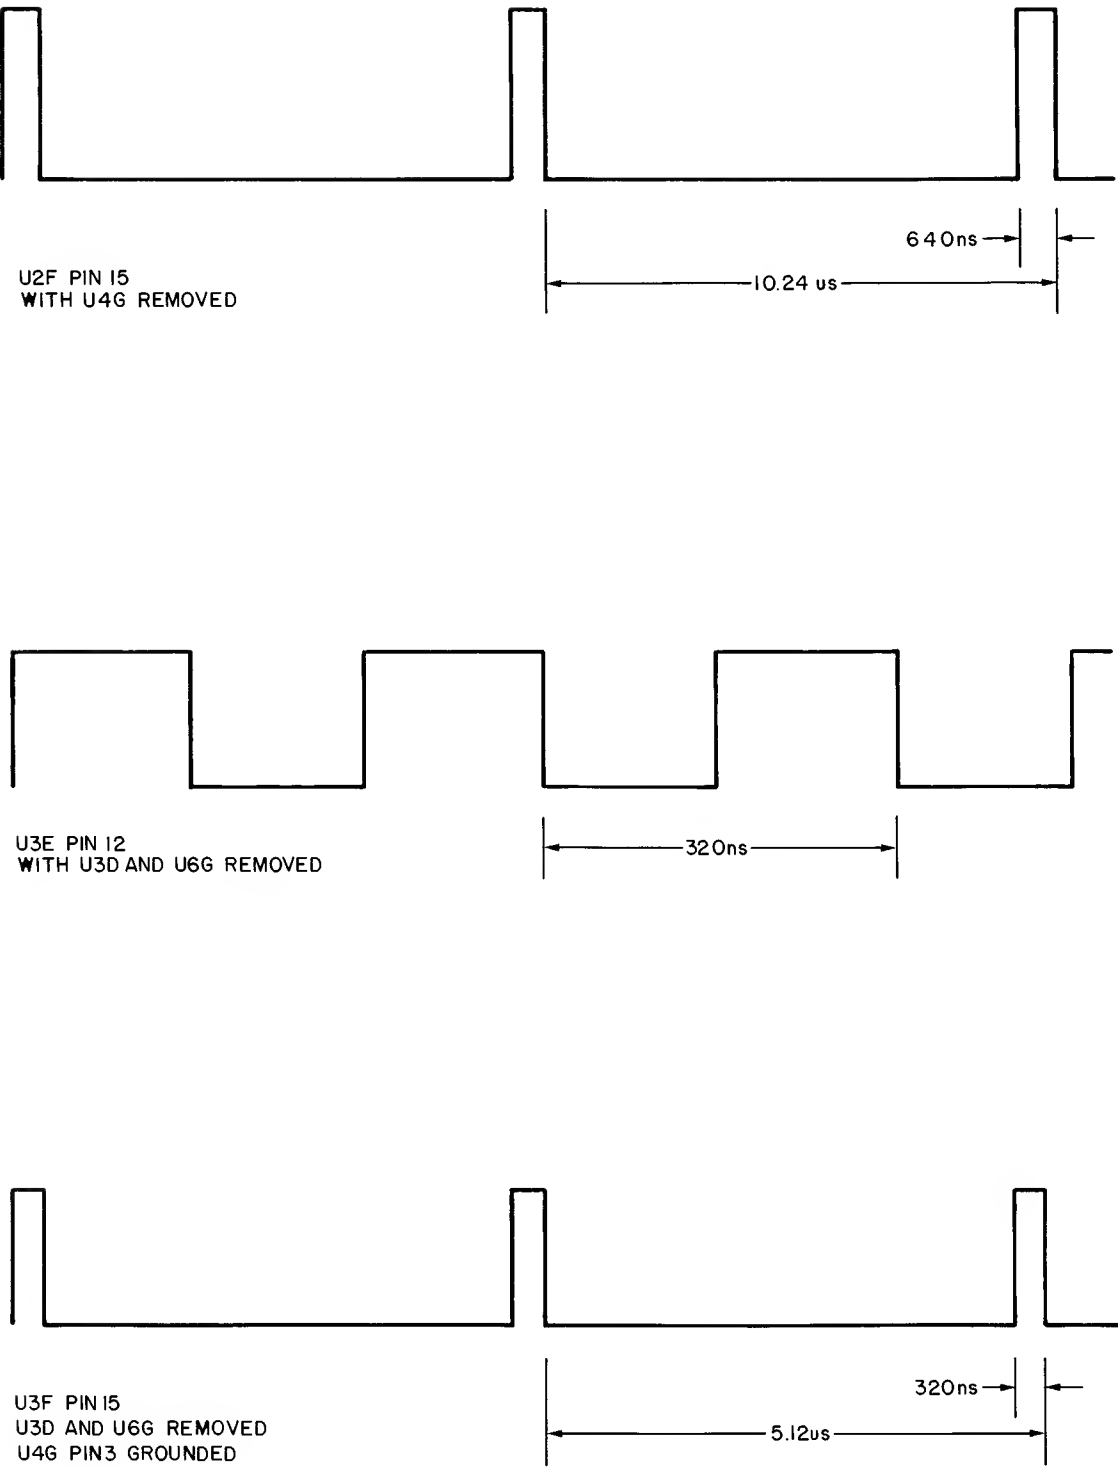 640ns
10.24 us
U2F PIN 15
WITH U4G REMOVED
U3E PIN 12
WITH U3D AND U6G REMOVED
320ns
320ns
U3F PIN 15
U3D AND U6G REMOVED
U4G PIN3 GROUNDED
5.12us